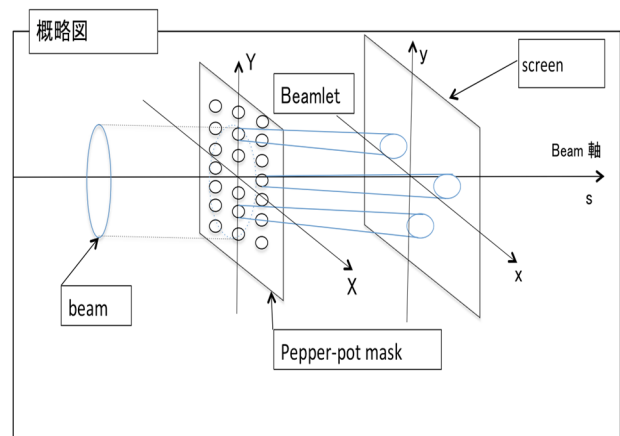 概略図
Y
y
screen
Beamlet
Beam 軸
s
X
x
beam
Pepper-pot mask